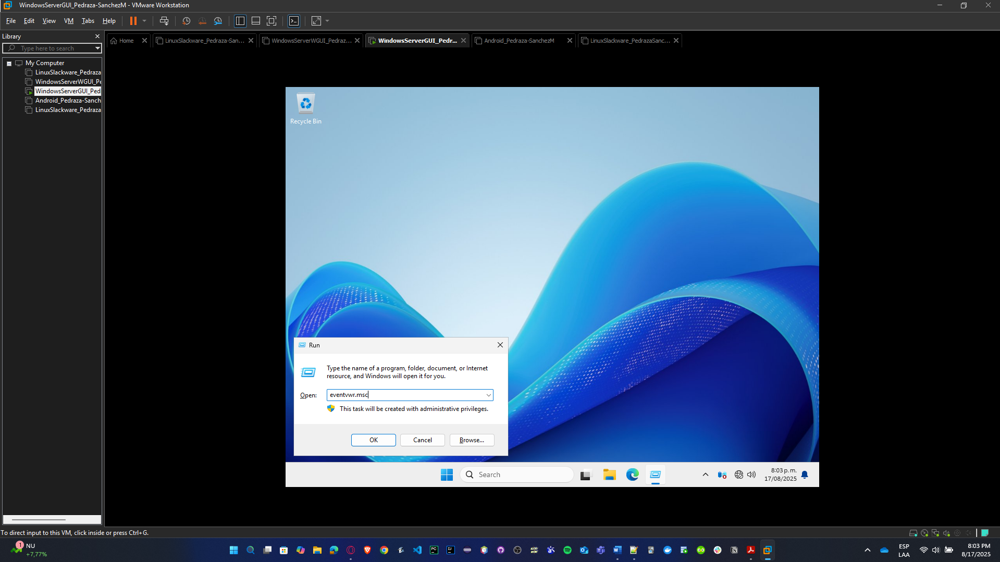 WindowsServerGUI_Pedraza-SanchezM - VMware Workstation
File Edit View VM Tabs Help
Library
Type here to search
My Computer
LinuxSlackware_Pedraza
WindowsServerWGUI_Pe
WindowsServerGUI_Ped
Android_Pedraza-Sanch
LinuxSlackware_Pedraza
Home
LinuxSlackware_Pedraza-San...
WindowsServerWGUI_Pedraz...
WindowsServerGUI_Pedr...
Android_Pedraza-SanchezM
LinuxSlackware_PedrazaSanc...
Recycle Bin
Run
Type the name of a program, folder, document, or Internet
resource, and Windows will open it for you.
Open: eventvwr.msc
This task will be created with administrative privileges.
OK Cancel Browse...
Search
8:03 p. m.
17/08/2025
To direct input to this VM, click inside or press Ctrl+G.
1
NU
+7,77%
PC
IJ
ESP
LAA
8:03 PM
8/17/2025